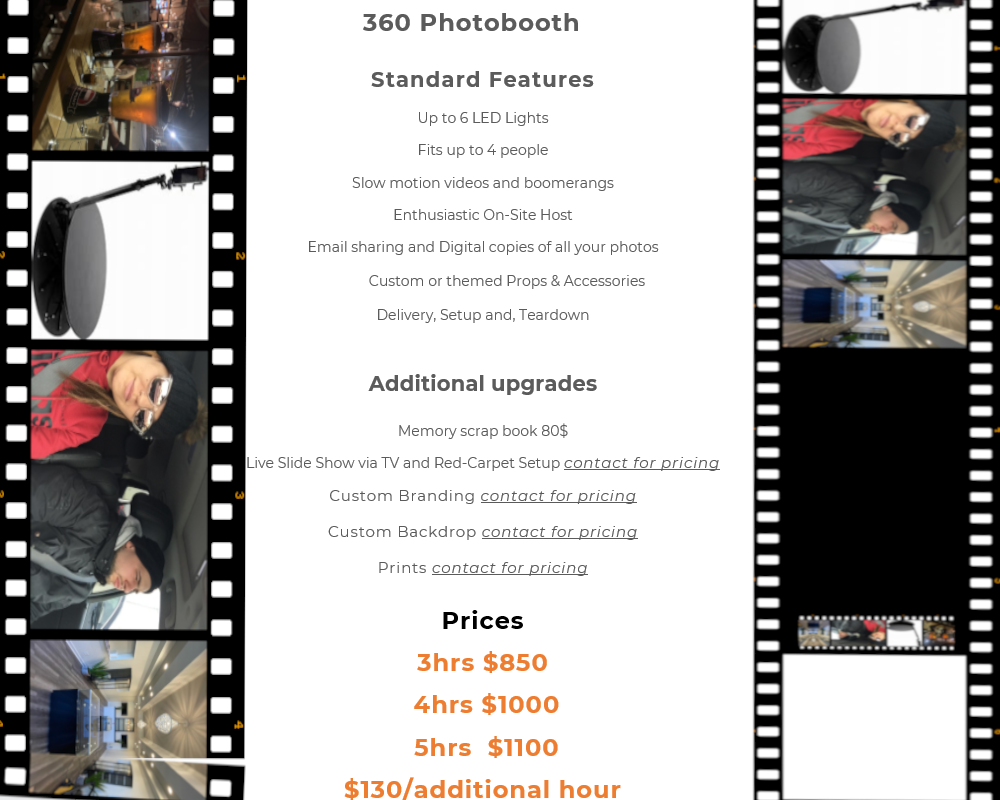 360 Photobooth
Standard Features
Up to 6 LED Lights
Fits up to 4 people
Slow motion videos and boomerangs
Enthusiastic On-Site Host
Email sharing and Digital copies of all your photos
Custom or themed Props & Accessories
Delivery, Setup and, Teardown
Additional upgrades
Memory scrap book 80$
Live Slide Show via TV and Red-Carpet Setup contact for pricing
Custom Branding contact for pricing
Custom Backdrop contact for pricing
Prints contact for pricing
Prices
3hrs $850
4hrs $1000
5hrs $1100
$130/additional hour